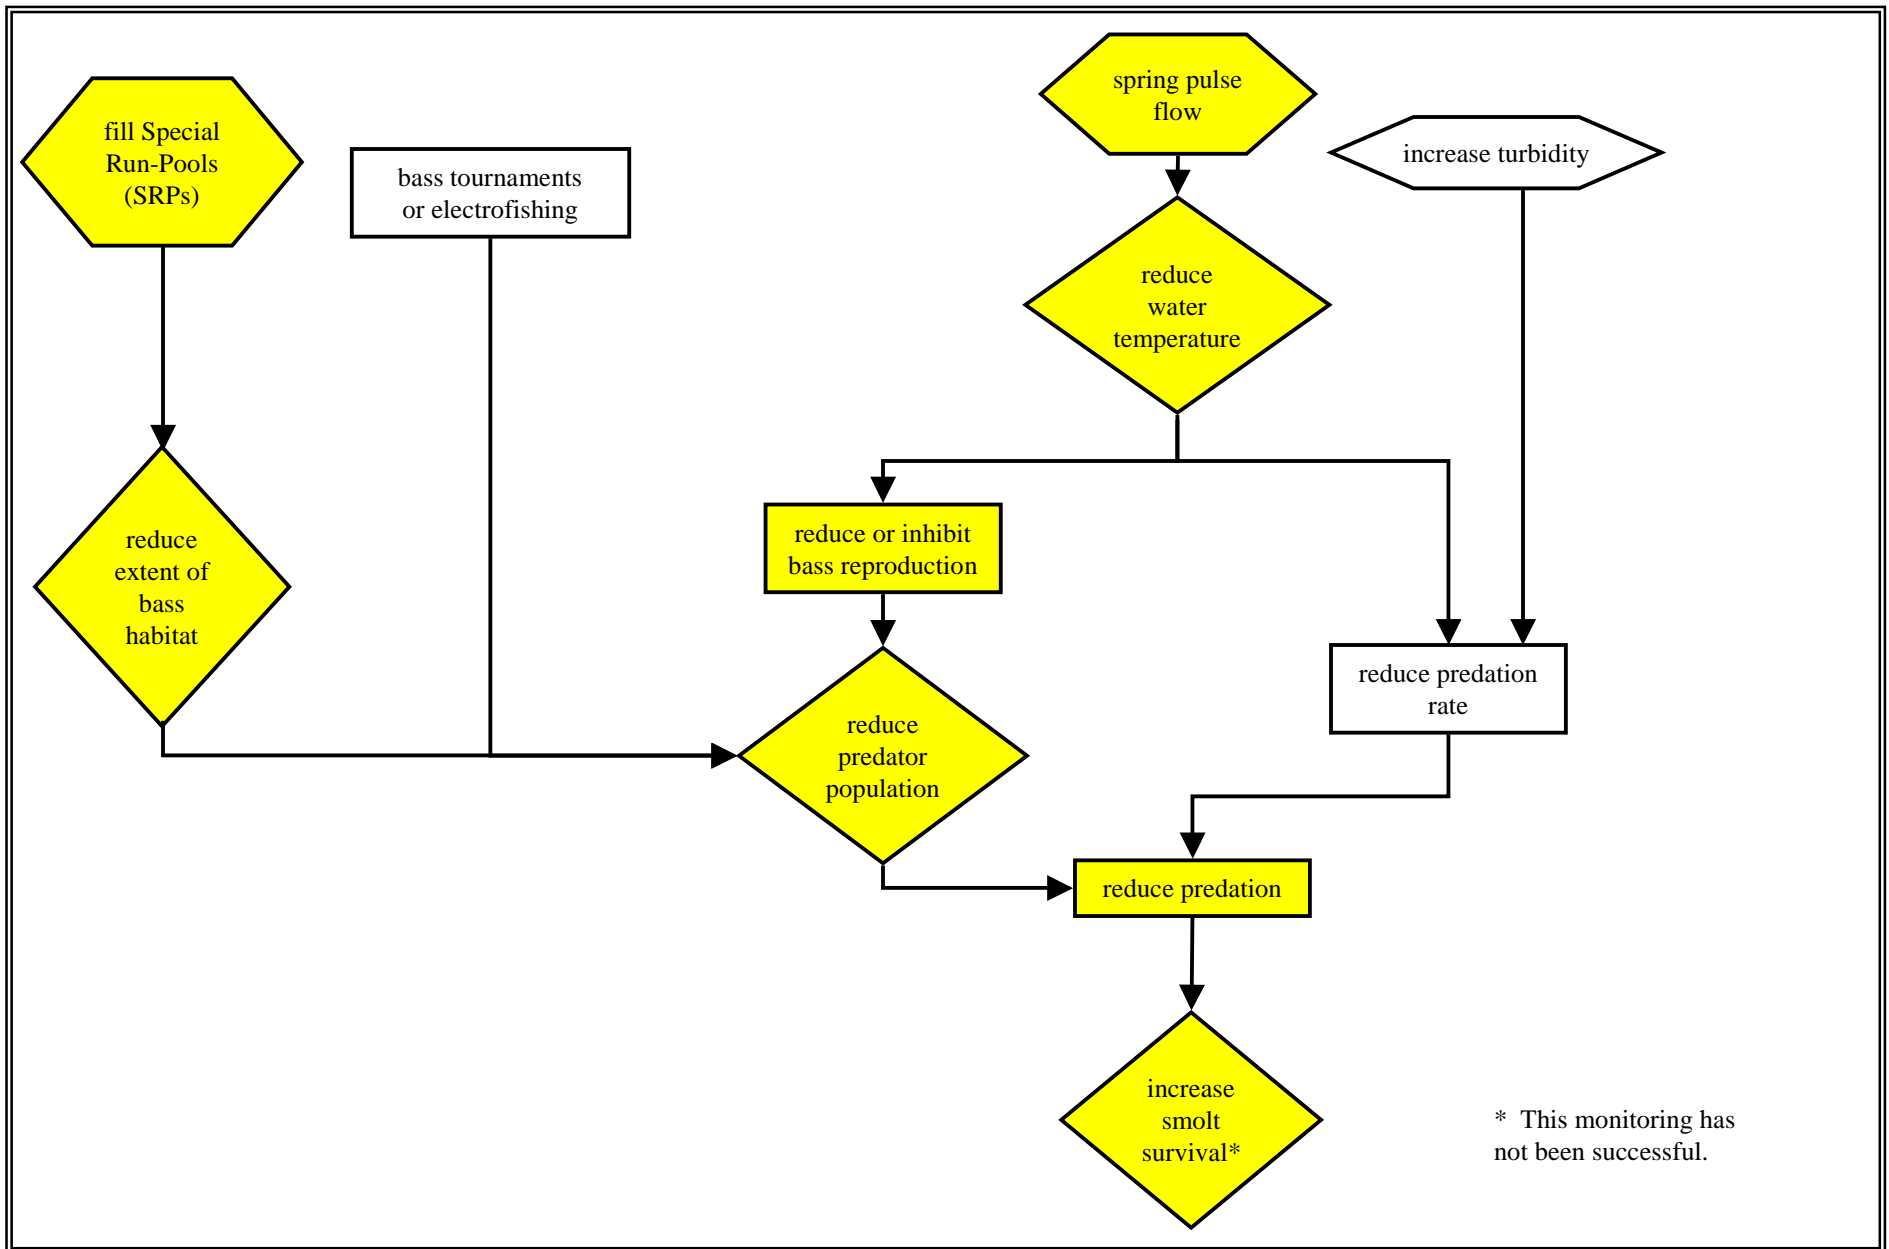 spring pulse
flow
fill Special
Run-Pools
(SRPs)
increase turbidity
bass tournaments
or electrofishing
reduce
water
temperature
reduce or inhibit
bass reproduction
reduce
extent of
bass
habitat
reduce predation
rate
reduce
predator
population
reduce predation
increase
smolt
survival*
* This monitoring has
not been successful.